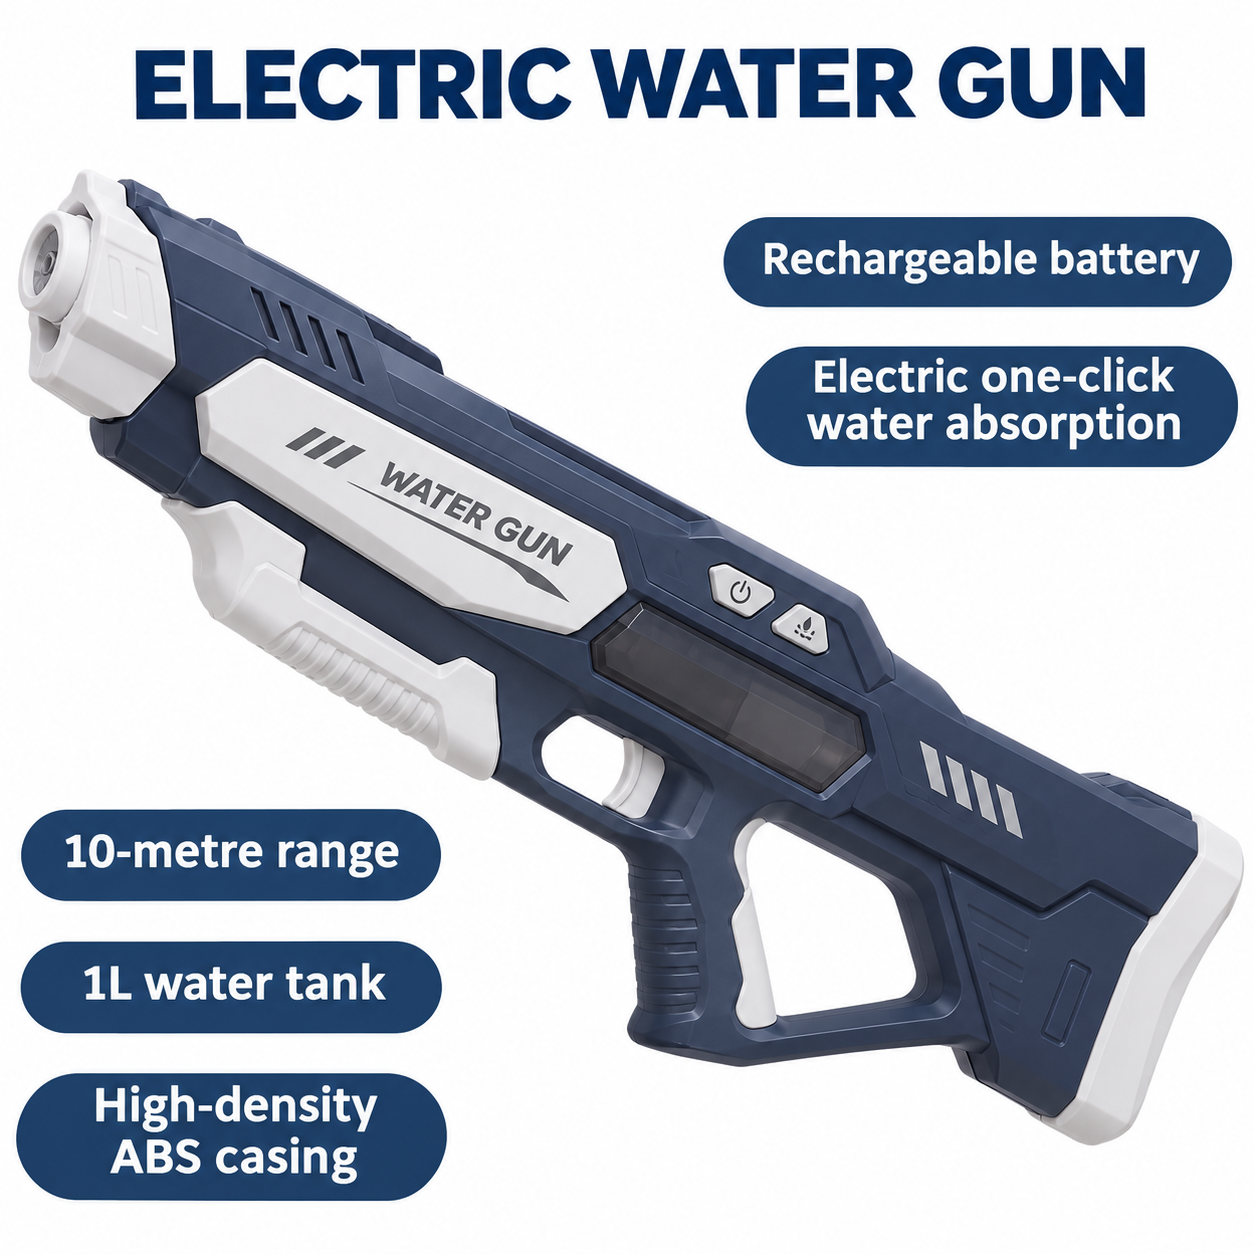 ELECTRIC WATER GUN
Rechargeable battery
Electric one-click
water absorption
WATER GUN
10-metre range
1L water tank
High-density
ABS casing